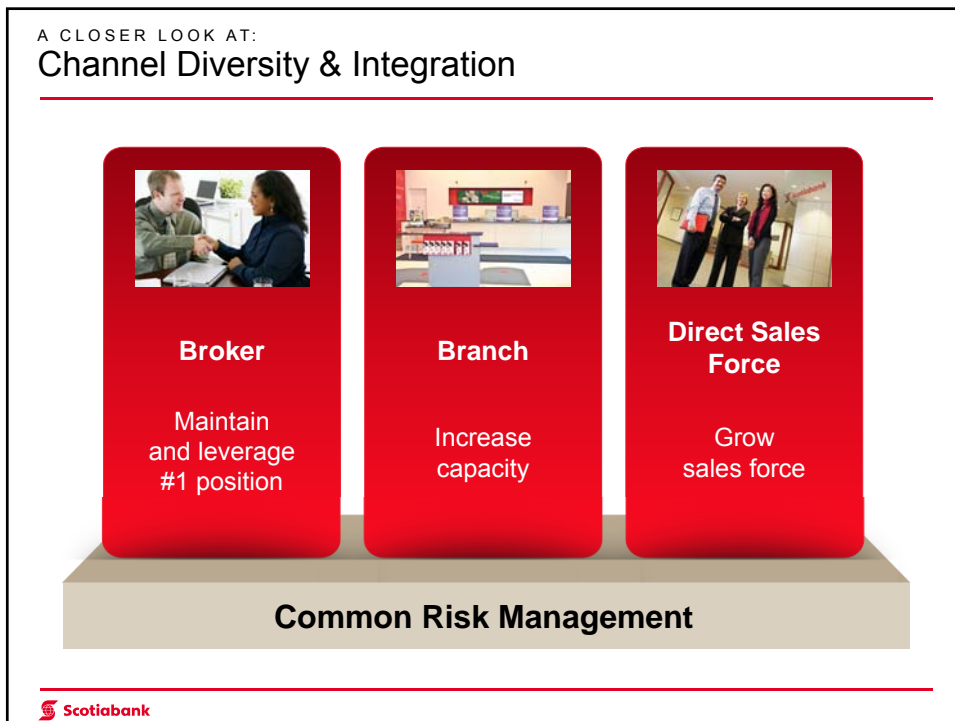 A CLOSER LOOK AT:
Channel Diversity & Integration
Scotiabank
Broker
Maintain
and leverage
#1 position
Branch
Increase
capacity
Direct Sales
Force
Grow
sales force
Common Risk Management
Scotiabank